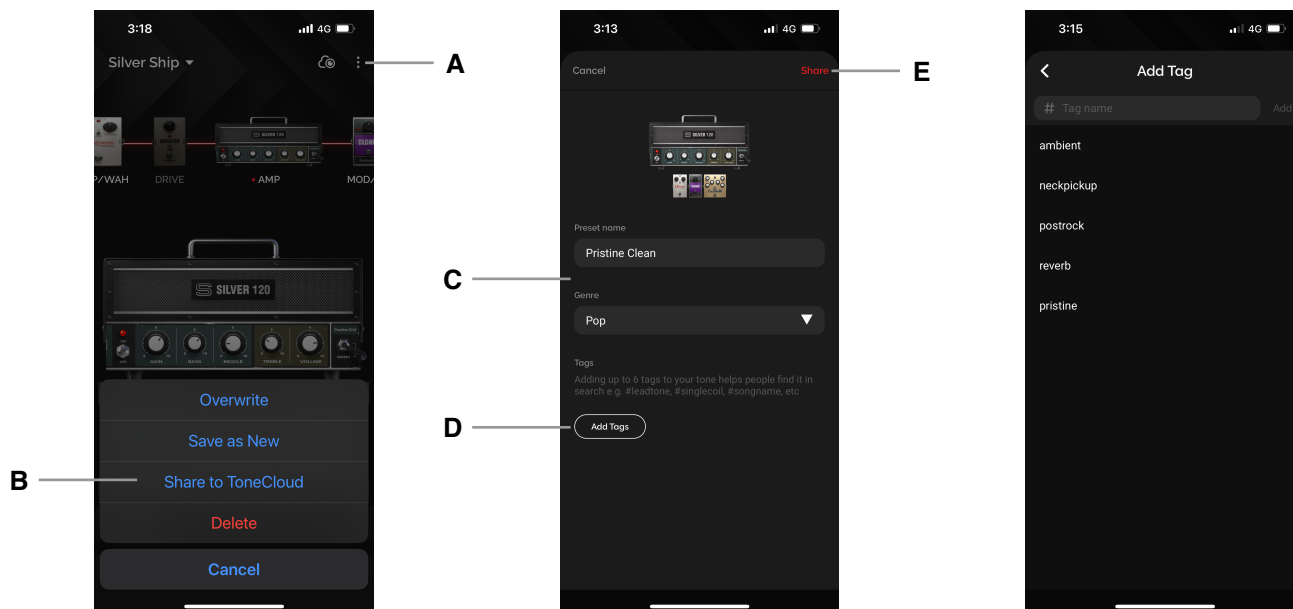 3:18
4G
Silver Ship
A
P/WAH
DRIVE
AMP
MOD/
SILVER 120
SILVER 120
GAIN
BASS
MIDDLE
TREBLE
VOLUME
Overwrite
Save as New
B
Share to ToneCloud
Delete
Cancel
3:13
4G
Cancel
Share
E
SILVER 120
Preset name
Pristine Clean
C
Genre
Pop
Tags
Adding up to 6 tags to your tone helps people find it in
search e.g. #leadtone, #singlecoil, #songname, etc
D
Add Tags
3:15
4G
Add Tag
# Tag name
Add
ambient
neckpickup
postrock
reverb
pristine